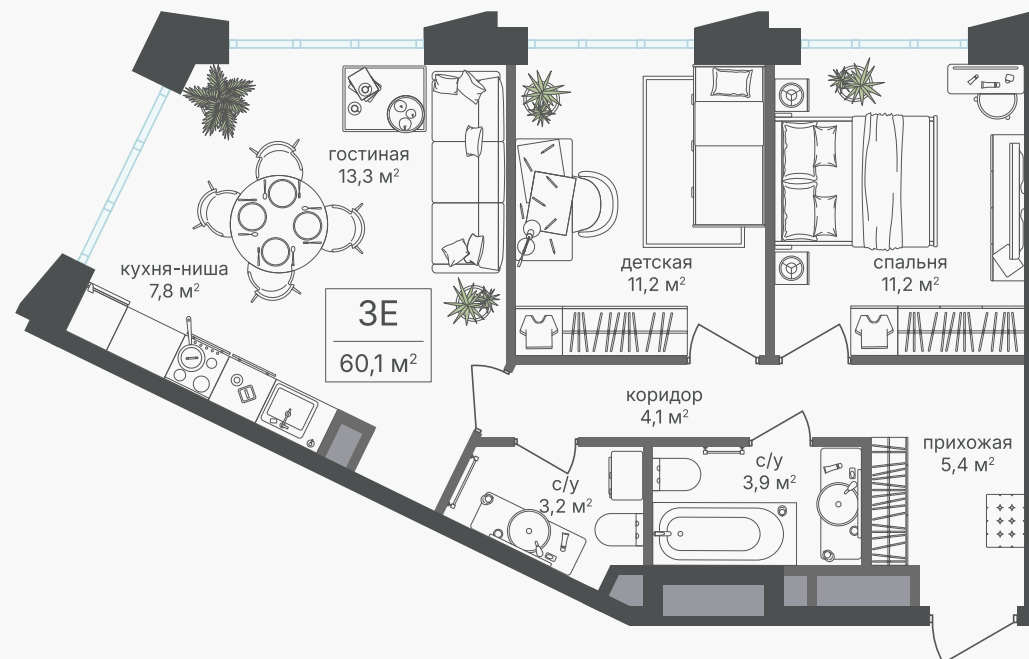 гостиная
13,3 м²
кухня-ниша
7,8 м²
3Е
60,1 м²
детская
11,2 м²
спальня
11,2 м²
коридор
4,1 м²
прихожая
5,4 м²
с/у
3,2 м²
с/у
3,9 м²